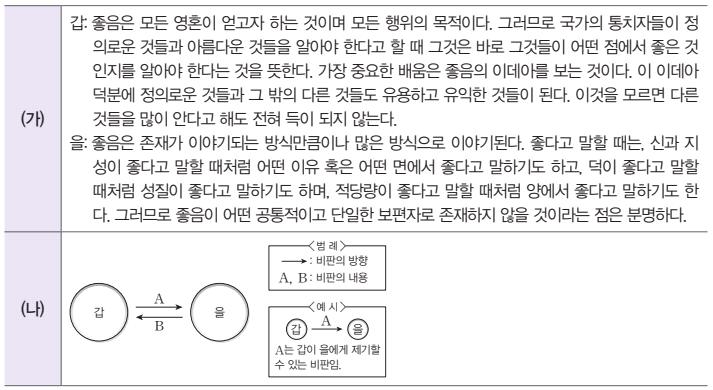 (가)
갑: 좋음은 모든 영혼이 얻고자 하는 것이며 모든 행위의 목적이다. 그러므로 국가의 통치자들이 정
의로운 것들과 아름다운 것들을 알아야 한다고 할 때 그것은 바로 그것들이 어떤 점에서 좋은 것
인지를 알아야 한다는 것을 뜻한다. 가장 중요한 배움은 좋음의 이데아를 보는 것이다. 이 이데아
덕분에 정의로운 것들과 그 밖의 다른 것들도 유용하고 유익한 것들이 된다. 이것을 모르면 다른
것들을 많이 안다고 해도 전혀 득이 되지 않는다.
을: 좋음은 존재가 이야기되는 방식만큼이나 많은 방식으로 이야기된다. 좋다고 말할 때는, 신과 지
성이 좋다고 말할 때처럼 어떤 이유 혹은 어떤 면에서 좋다고 말하기도 하고, 덕이 좋다고 말할
때처럼 성질이 좋다고 말하기도 하며, 적당량이 좋다고 말할 때처럼 양에서 좋다고 말하기도 한
다. 그러므로 좋음이 어떤 공통적이고 단일한 보편자로 존재하지 않을 것이라는 점은 분명하다.
(나)
갑
A
B
을
<범 례>
⟶ : 비판의 방향
A, B : 비판의 내용
<예 시>
갑 A 을
A는 갑이 을에게 제기할
수 있는 비판임.